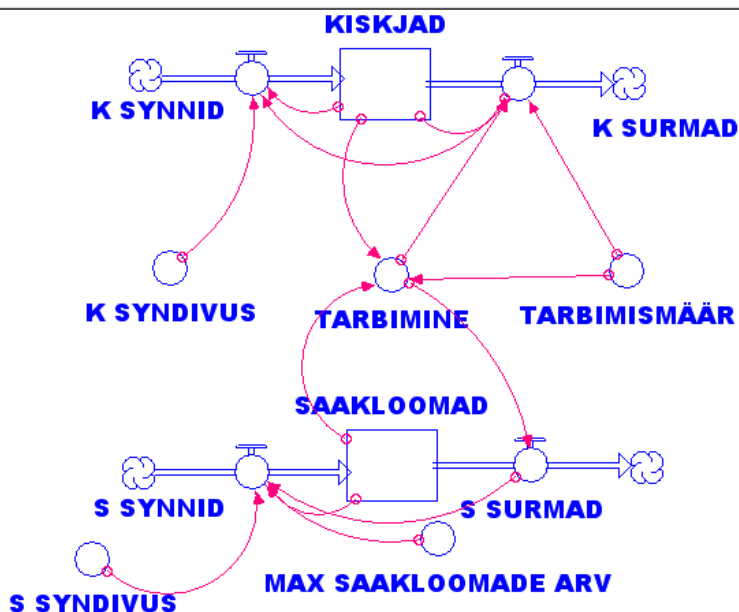 KISKJAD
K SYNNID
K SURMAD
K SYNDIVUS
TARBIMINE
TARBIMISMÄÄR
SAAKLOOMAD
S SYNNID
S SURMAD
MAX SAAKLOOMADE ARV
S SYNDIVUS